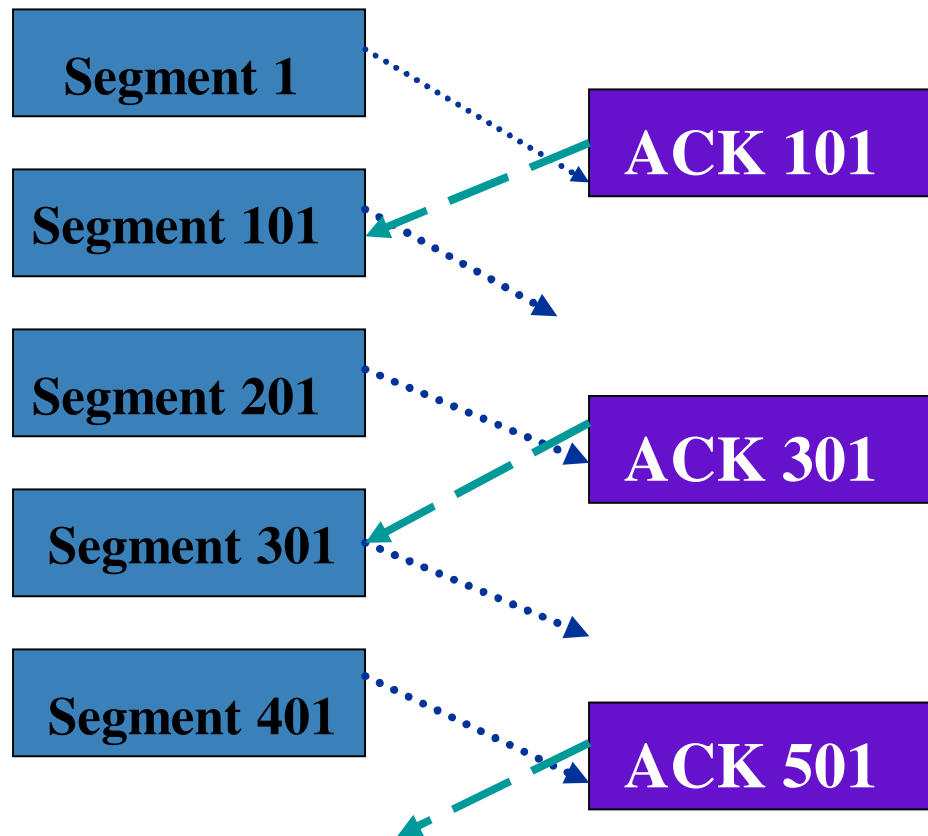 Segment 1
ACK 101
Segment 101
Segment 201
ACK 301
Segment 301
Segment 401
ACK 501